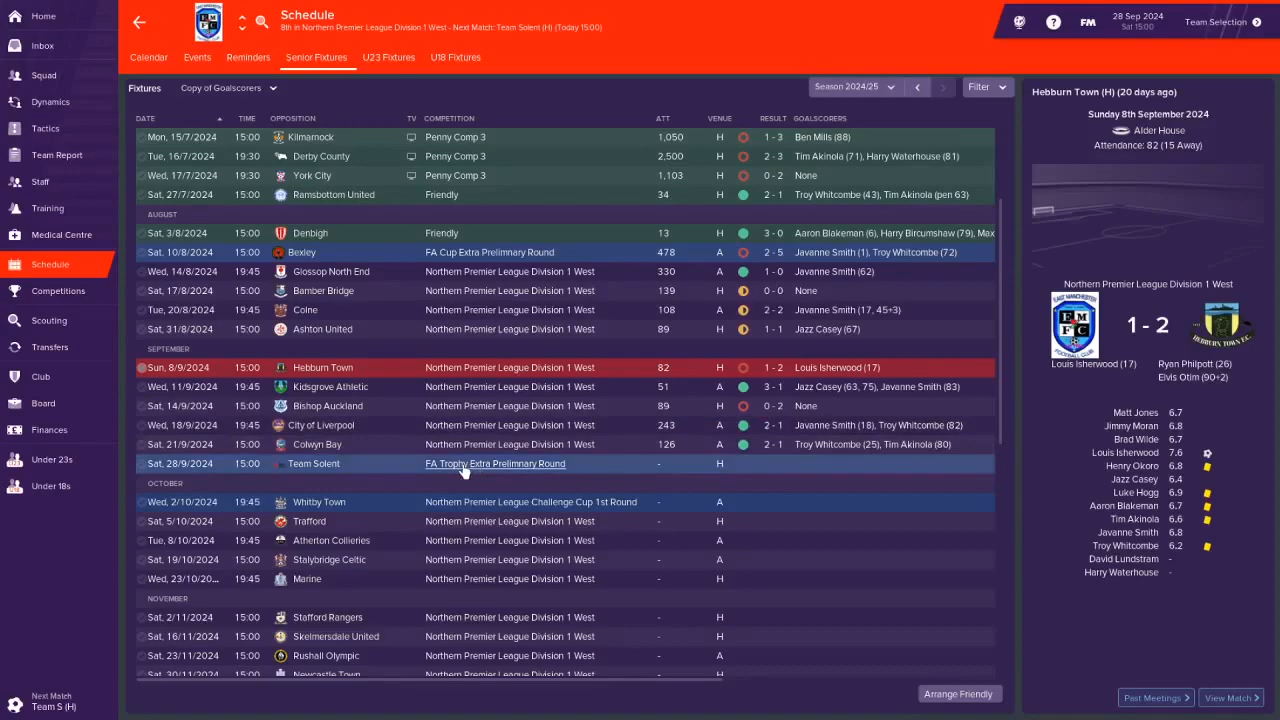 Home
Inbox
Squad
Dynamics
Tactics
Team Report
Staff
Training
Medical Centre
Schedule
Competitions
Scouting
Transfers
Club
Board
Finances
Under 23s
Under 18s
Next Match
Team S (H)
Schedule
8th in Northern Premier League Division 1 West - Next Match: Team Solent (H) (Today 15:00)
FM
28 Sep 2024
Sat 15:00
Team Selection
Calendar Events Reminders Senior Fixtures U23 Fixtures U18 Fixtures
Fixtures Copy of Goalscorers Season 2024/25 Filter
DATE TIME OPPOSITION TV COMPETITION ATT VENUE RESULT GOALSCORERS
Mon, 15/7/2024 15:00 Kilmarnock Penny Comp 3 1,050 H 1 - 3 Ben Mills (88)
Tue, 16/7/2024 19:30 Derby County Penny Comp 3 2,500 H 2 - 3 Tim Akinola (71), Harry Waterhouse (81)
Wed, 17/7/2024 19:30 York City Penny Comp 3 1,103 H 0 - 2 None
Sat, 27/7/2024 15:00 Ramsbottom United Friendly 34 H 2 - 1 Troy Whitcombe (43), Tim Akinola (pen 63)
AUGUST
Sat, 3/8/2024 15:00 Denbigh Friendly 13 H 3 - 0 Aaron Blakeman (6), Harry Bircumshaw (79), Max
Sat, 10/8/2024 15:00 Bexley FA Cup Extra Prelimnary Round 478 A 2 - 5 Javanne Smith (1), Troy Whitcombe (72)
Wed, 14/8/2024 19:45 Glossop North End Northern Premier League Division 1 West 330 A 1 - 0 Javanne Smith (62)
Sat, 17/8/2024 15:00 Bamber Bridge Northern Premier League Division 1 West 139 H 0 - 0 None
Tue, 20/8/2024 19:45 Colne Northern Premier League Division 1 West 108 A 2 - 2 Javanne Smith (17, 45+3)
Sat, 31/8/2024 15:00 Ashton United Northern Premier League Division 1 West 89 H 1 - 1 Jazz Casey (67)
SEPTEMBER
Sun, 8/9/2024 15:00 Hebburn Town Northern Premier League Division 1 West 82 H 1 - 2 Louis Isherwood (17)
Wed, 11/9/2024 19:45 Kidsgrove Athletic Northern Premier League Division 1 West 51 A 3 - 1 Jazz Casey (63, 75), Javanne Smith (83)
Sat, 14/9/2024 15:00 Bishop Auckland Northern Premier League Division 1 West 89 H 0 - 2 None
Wed, 18/9/2024 19:45 City of Liverpool Northern Premier League Division 1 West 243 A 2 - 1 Javanne Smith (18), Troy Whitcombe (82)
Sat, 21/9/2024 15:00 Colwyn Bay Northern Premier League Division 1 West 126 A 2 - 1 Troy Whitcombe (25), Tim Akinola (80)
Sat, 28/9/2024 15:00 Team Solent FA Trophy Extra Prelimnary Round - H
OCTOBER
Wed, 2/10/2024 19:45 Whitby Town Northern Premier League Challenge Cup 1st Round - A
Sat, 5/10/2024 15:00 Trafford Northern Premier League Division 1 West - H
Tue, 8/10/2024 19:45 Atherton Collieries Northern Premier League Division 1 West - A
Sat, 19/10/2024 15:00 Stalybridge Celtic Northern Premier League Division 1 West - A
Wed, 23/10/20... 19:45 Marine Northern Premier League Division 1 West - H
NOVEMBER
Sat, 2/11/2024 15:00 Stafford Rangers Northern Premier League Division 1 West - H
Sat, 16/11/2024 15:00 Skelmersdale United Northern Premier League Division 1 West - H
Sat, 23/11/2024 15:00 Rushall Olympic Northern Premier League Division 1 West - A
Sat, 30/11/2024 15:00 Newcastle Town Northern Premier League Division 1 West - H
Arrange Friendly
Hebburn Town (H) (20 days ago)
Sunday 8th September 2024
Alder House
Attendance: 82 (15 Away)
Northern Premier League Division 1 West
EAST MANCHESTER
EM
FC
FOOTBALL CLUB
1 - 2
HEBBURN TOWN F.C.
Louis Isherwood (17) Ryan Philpott (26)
Elvis Otim (90+2)
Matt Jones 6.7
Jimmy Moran 6.8
Brad Wilde 6.7
Louis Isherwood 7.6
Henry Okoro 6.8
Jazz Casey 6.4
Luke Hogg 6.9
Aaron Blakeman 6.7
Tim Akinola 6.6
Javanne Smith 6.8
Troy Whitcombe 6.2
David Lundstram -
Harry Waterhouse -
Past Meetings View Match